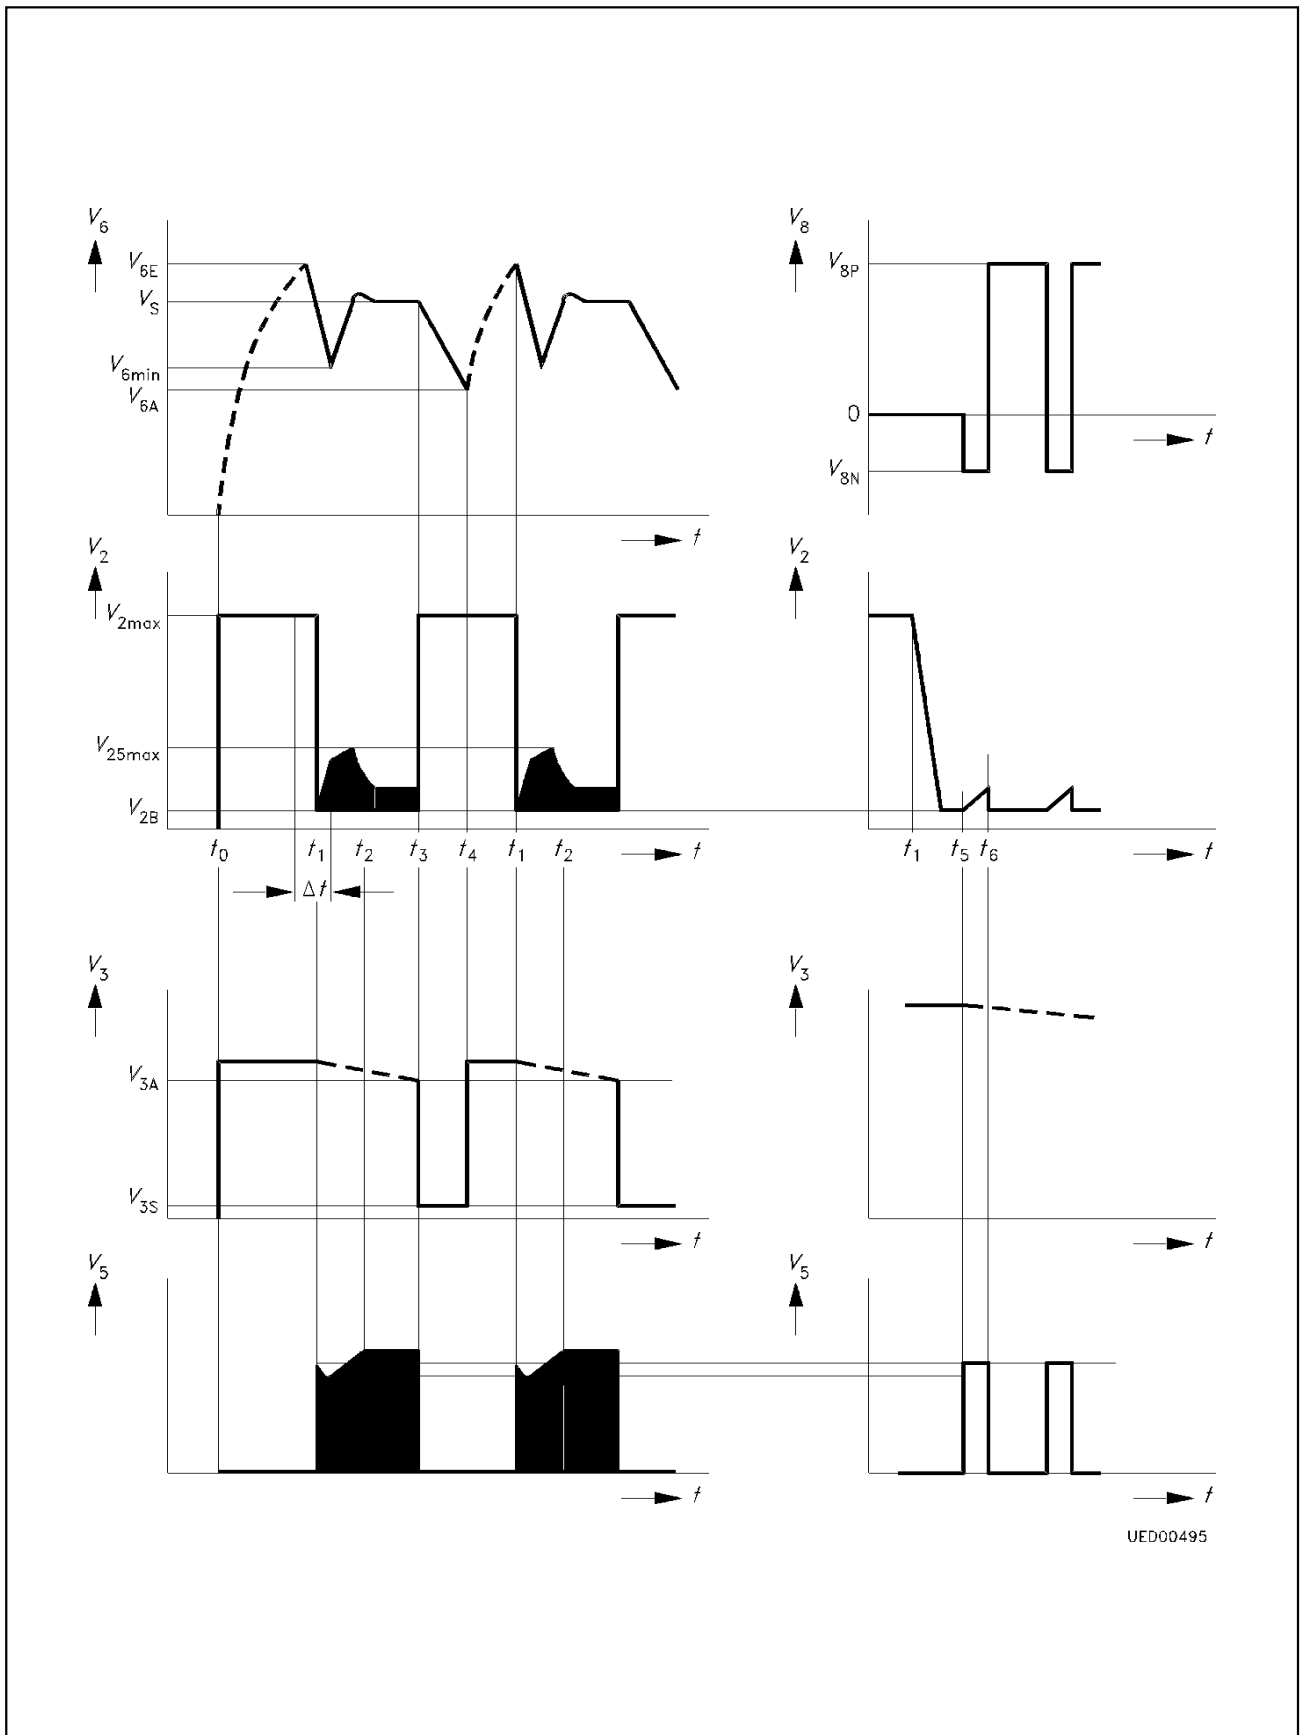 V6
V6E
VS
V6min
V6A
t
V8
V8P
0
V8N
t
V2
V2max
V25max
V2B
t0 t1 t2 t3 t4 t1 t2
t
Δt
V2
t1 t5 t6
t
V3
V3A
V3S
t
V3
t
V5
t
V5
t
UED00495